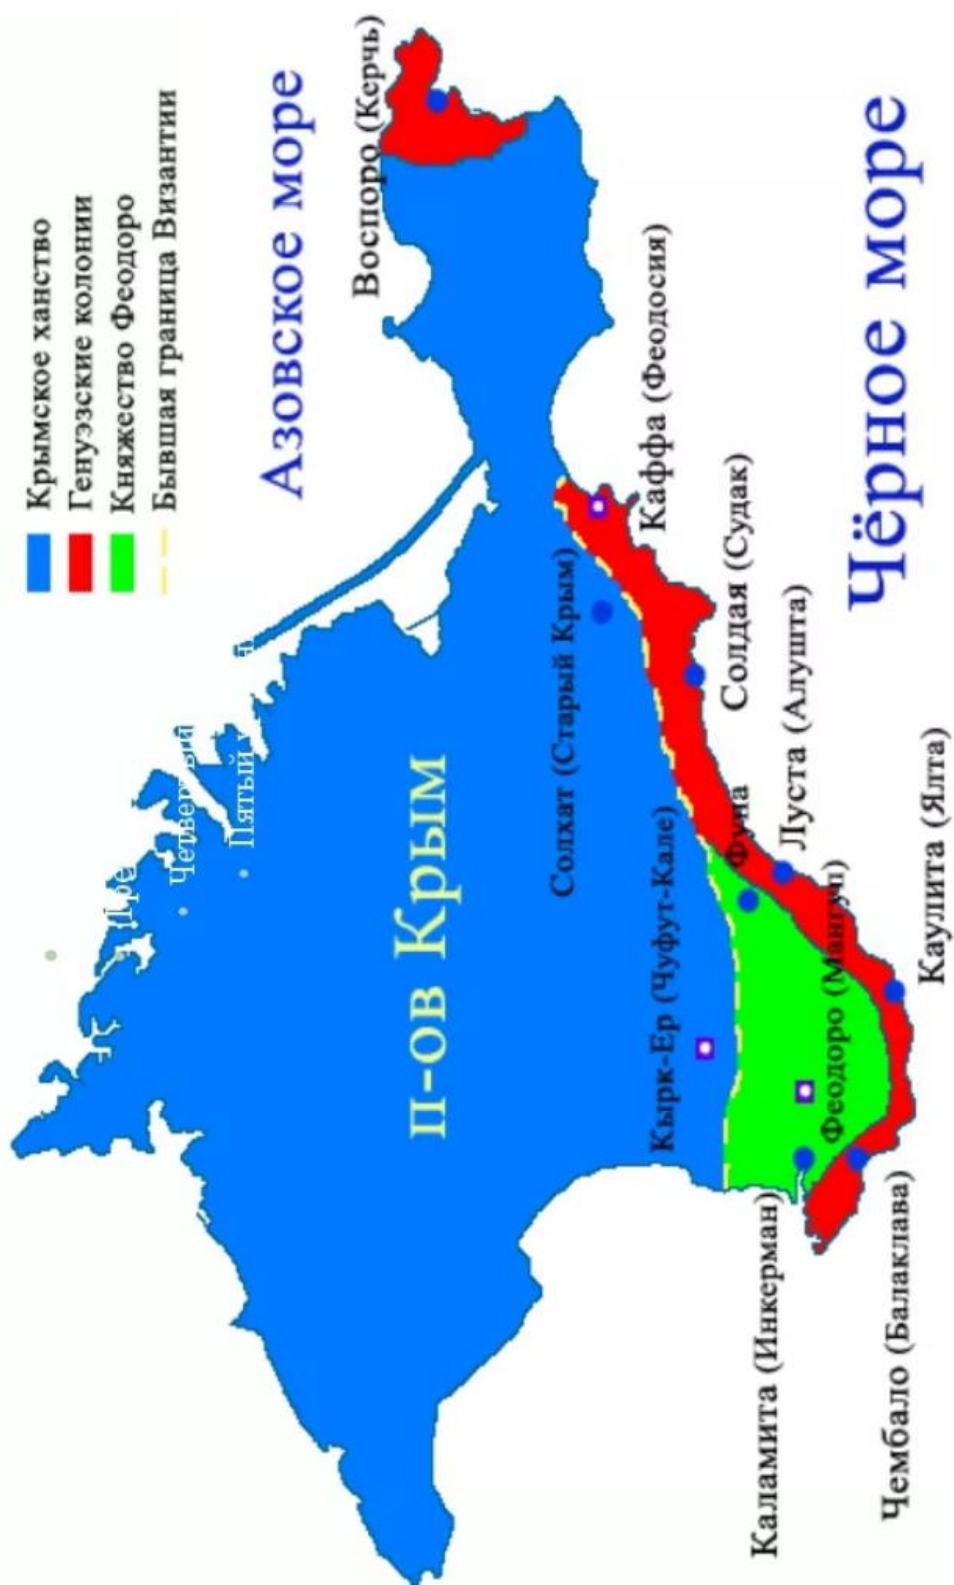 Крымское ханство
Генуэзские колонии
Княжество Феодоро
Бывшая граница Византии
Азовское море
Воспоро (Керчь)
п-ов Крым
Каффа (Феодосия)
Солхат (Старый Крым)
Солдая (Судак)
Кырк-Ер (Чуфут-Кале)
Фуна
Луста (Алушта)
Феодоро (Мангуп)
Каламита (Инкерман)
Каулита (Ялта)
Чембало (Балаклава)
Чёрное море
Пятый